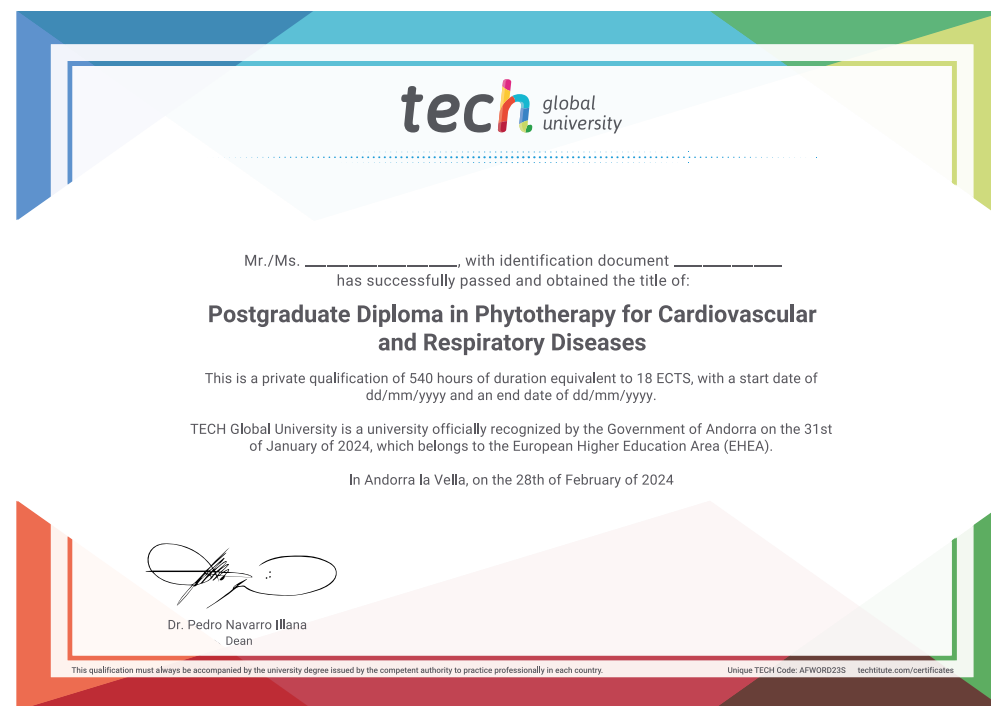 tech global university
Mr./Ms. ______________, with identification document __________
has successfully passed and obtained the title of:
Postgraduate Diploma in Phytotherapy for Cardiovascular
and Respiratory Diseases
This is a private qualification of 540 hours of duration equivalent to 18 ECTS, with a start date of
dd/mm/yyyy and an end date of dd/mm/yyyy.
TECH Global University is a university officially recognized by the Government of Andorra on the 31st
of January of 2024, which belongs to the European Higher Education Area (EHEA).
In Andorra la Vella, on the 28th of February of 2024
Dr. Pedro Navarro Illana
Dean
This qualification must always be accompanied by the university degree issued by the competent authority to practice professionally in each country.
Unique TECH Code: AFWORD23S techtitute.com/certificates